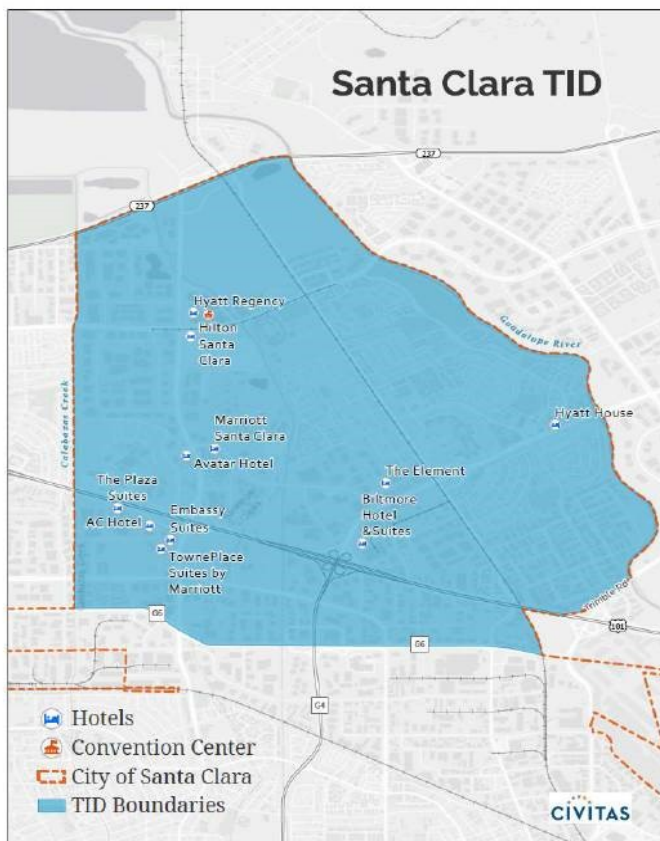 Santa Clara TID
237
237
Hyatt Regency
Hilton
Santa
Clara
Guadalupe River
Calabazas Creek
Hyatt House
Marriott
Santa Clara
Avatar Hotel
The Plaza
Suites
The Element
AC Hotel
Embassy
Suites
Biltmore
Hotel
&Suites
TownePlace
Suites by
Marriott
Trimble Rd
101
G6
G6
G4
Hotels
Convention Center
City of Santa Clara
TID Boundaries
CIVITAS